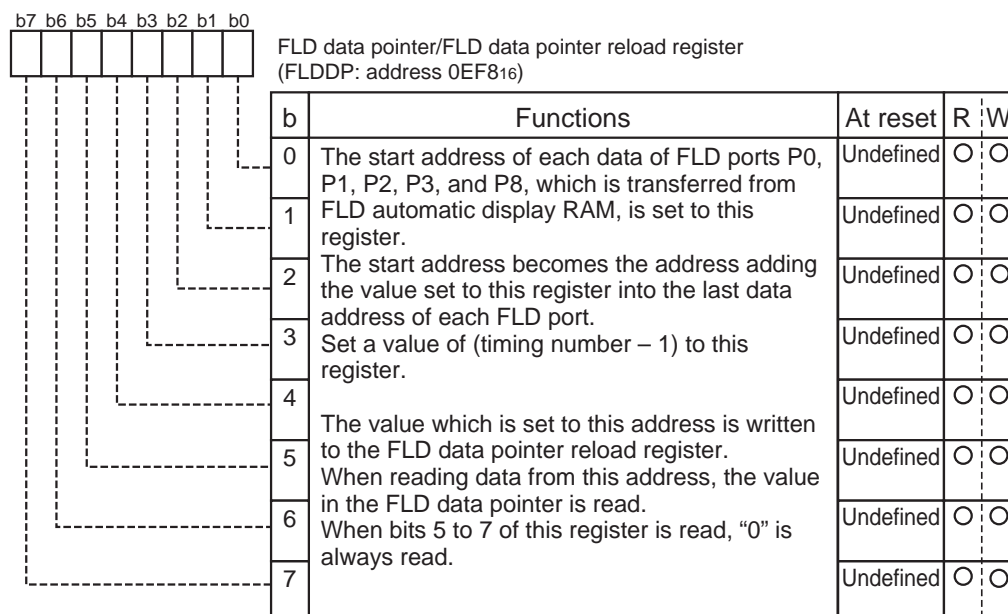 b7 b6 b5 b4 b3 b2 b1 b0
FLD data pointer/FLD data pointer reload register
(FLDDP: address 0EF816)
b Functions At reset R W
0 The start address of each data of FLD ports P0, Undefined O O
P1, P2, P3, and P8, which is transferred from
1 FLD automatic display RAM, is set to this Undefined O O
register.
2 The start address becomes the address adding Undefined O O
the value set to this register into the last data
address of each FLD port.
3 Set a value of (timing number – 1) to this Undefined O O
register.
4 Undefined O O
The value which is set to this address is written
5 to the FLD data pointer reload register. Undefined O O
When reading data from this address, the value
in the FLD data pointer is read.
6 When bits 5 to 7 of this register is read, “0” is Undefined O O
always read.
7 Undefined O O